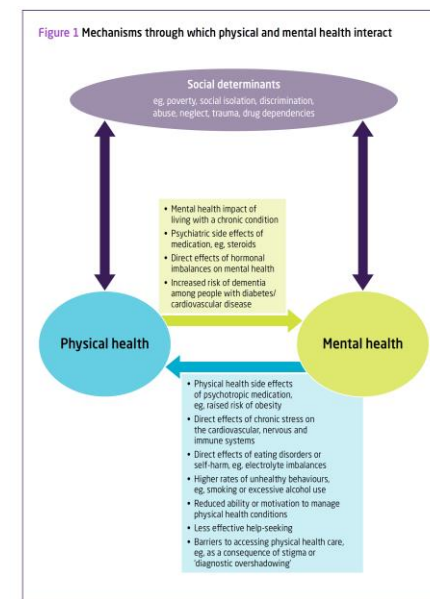 Figure 1 Mechanisms through which physical and mental health interact
Social determinants
eg, poverty, social isolation, discrimination,
abuse, neglect, trauma, drug dependencies
• Mental health impact of
living with a chronic condition
• Psychiatric side effects of
medication, eg, steroids
• Direct effects of hormonal
imbalances on mental health
• Increased risk of dementia
among people with diabetes/
cardiovascular disease
Physical health
Mental health
• Physical health side effects
of psychotropic medication,
eg, raised risk of obesity
• Direct effects of chronic stress on
the cardiovascular, nervous and
immune systems
• Direct effects of eating disorders or
self-harm, eg, electrolyte imbalances
• Higher rates of unhealthy behaviours,
eg, smoking or excessive alcohol use
• Reduced ability or motivation to manage
physical health conditions
• Less effective help-seeking
• Barriers to accessing physical health care,
eg, as a consequence of stigma or
'diagnostic overshadowing'